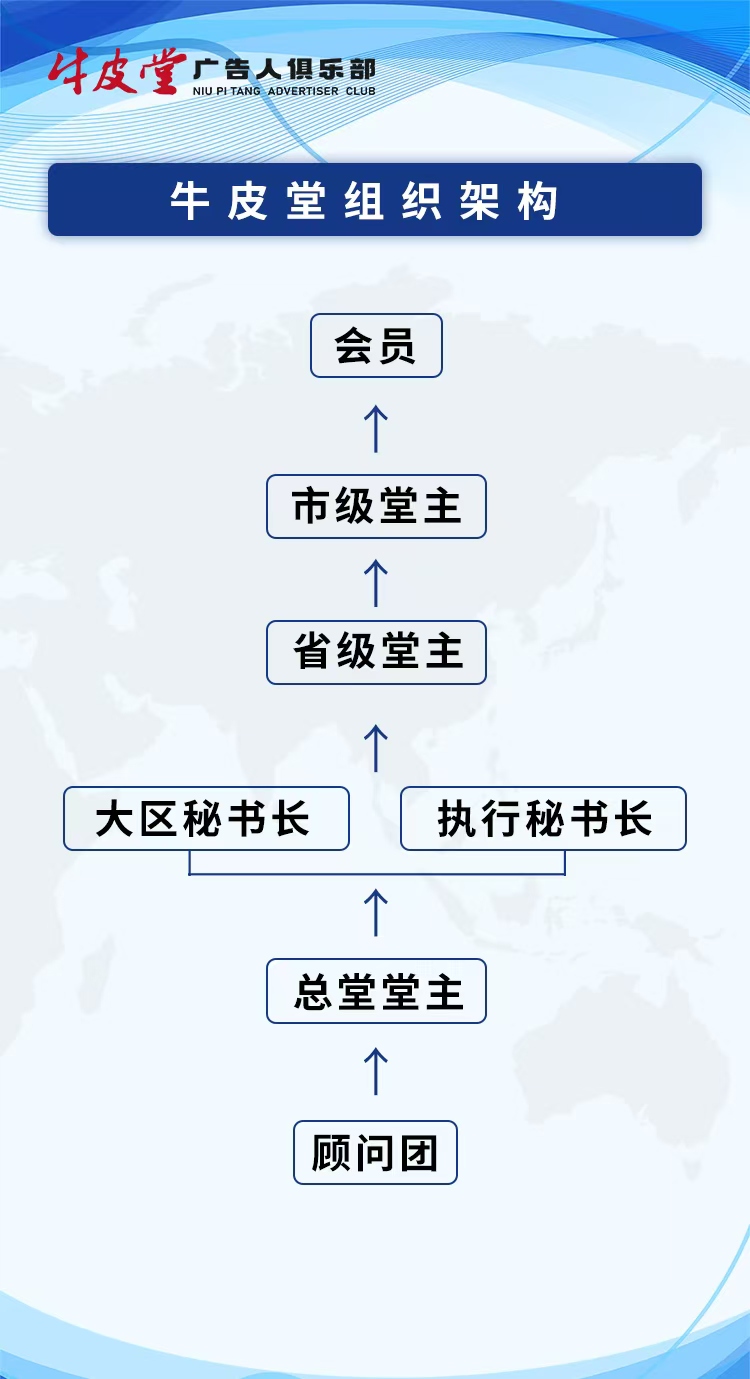 牛皮堂 广告人俱乐部
NIU PI TANG ADVERTISER CLUB
牛皮堂组织架构
会员
市级堂主
省级堂主
大区秘书长 执行秘书长
总堂堂主
顾问团